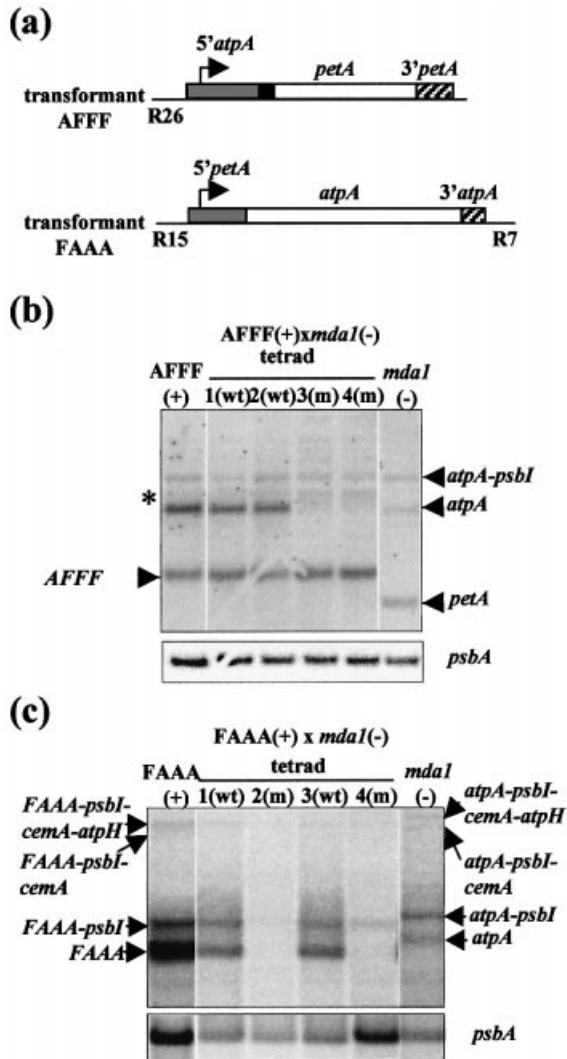 (a)
5'atpA
petA
3'petA
transformant
AFFF
R26
5'petA
atpA
3'atpA
transformant
FAAA
R15
R7
(b)
AFFF(+)xmda1(-)
tetrad
AFFF
mda1
(+)
1(wt)2(wt)3(m)
4(m)
(-)
atpA-psbI
*
atpA
AFFF
petA
psbA
(c)
FAAA(+) x mda1(-)
tetrad
FAAA
mda1
(+)
1(wt)
2(m)
3(wt)
4(m)
(-)
FAAA-psbI-
cemA-atpH
atpA-psbI-
cemA-atpH
FAAA-psbI-
cemA
atpA-psbI-
cemA
FAAA-psbI
atpA-psbI
FAAA
atpA
psbA